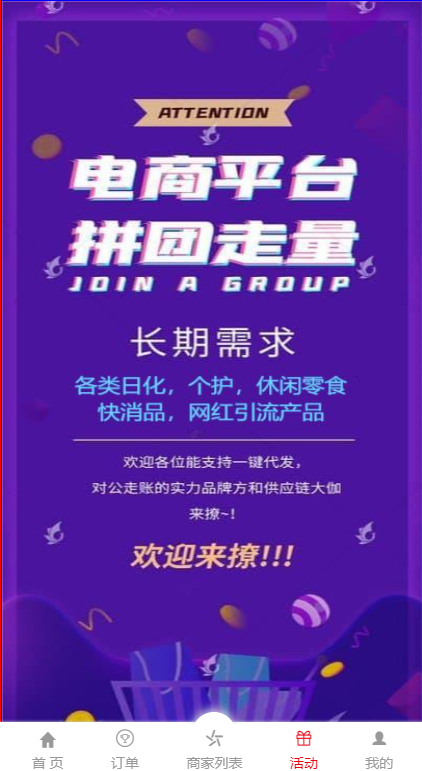 ATTENTION
电商平台
拼团走量
JOIN A GROUP
长期需求
各类日化，个护，休闲零食
快消品，网红引流产品
欢迎各位能支持一键代发，
对公走账的实力品牌方和供应链大伽
来撩~!
欢迎来撩!!!
首页 订单 商家列表 活动 我的